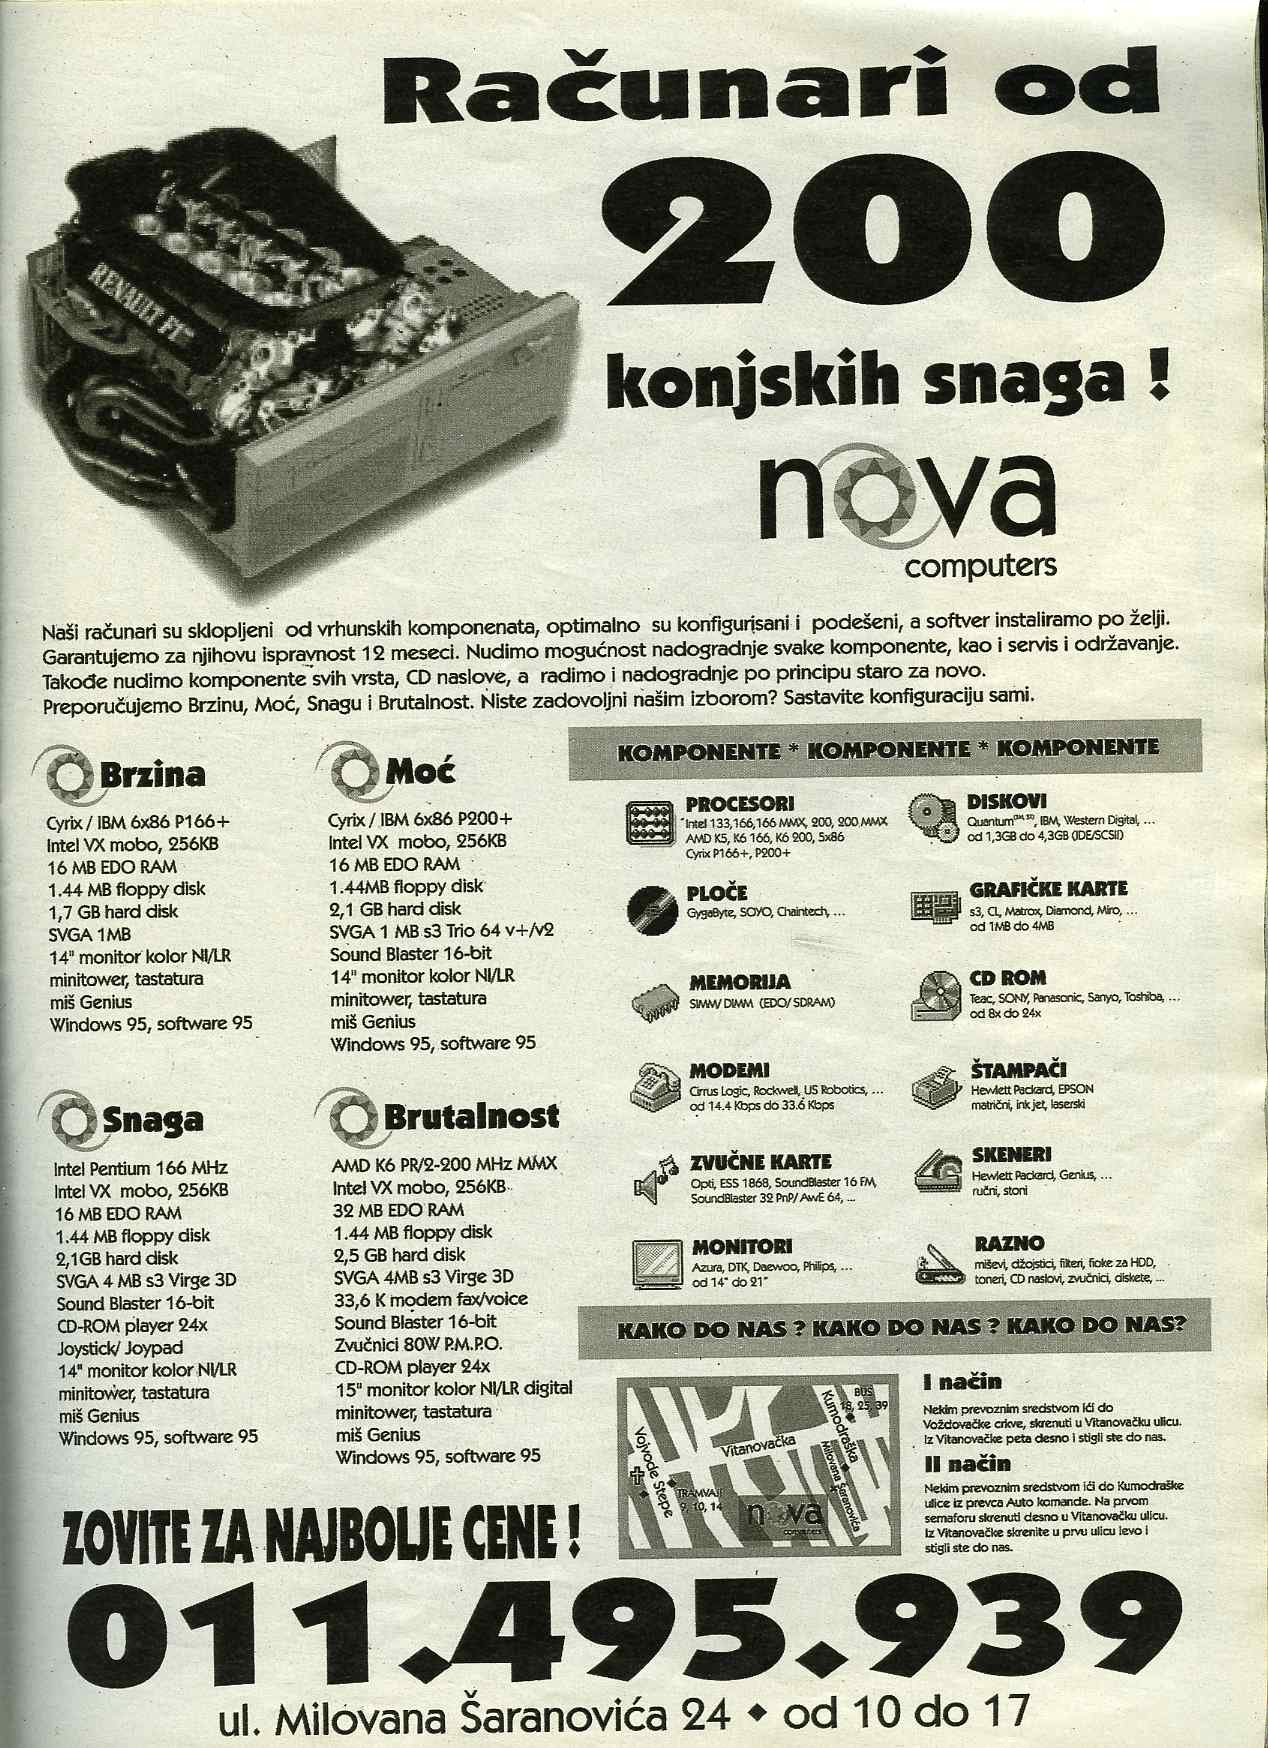 Računari od
200
konjskih snaga !
RENAULT F1
nova
computers
Naši računari su sklopljeni od vrhunskih komponenata, optimalno su konfigurisani i podešeni, a softver instaliramo po želji.
Garantujemo za njihovu ispravnost 12 meseci. Nudimo mogućnost nadogradnje svake komponente, kao i servis i održavanje.
Takođe nudimo komponente svih vrsta, CD naslove, a radimo i nadogradnje po principu staro za novo.
Preporučujemo Brzinu, Moć, Snagu i Brutalnost. Niste zadovoljni našim izborom? Sastavite konfiguraciju sami.
Brzina
Cyrix / IBM 6x86 P166+
Intel VX mobo, 256KB
16 MB EDO RAM
1.44 MB floppy disk
1,7 GB hard disk
SVGA 1MB
14" monitor kolor NI/LR
minitower, tastatura
miš Genius
Windows 95, software 95
Moć
Cyrix / IBM 6x86 P200+
Intel VX mobo, 256KB
16 MB EDO RAM
1.44MB floppy disk
2,1 GB hard disk
SVGA 1 MB s3 Trio 64 v+/v2
Sound Blaster 16-bit
14" monitor kolor NI/LR
minitower, tastatura
miš Genius
Windows 95, software 95
Snaga
Intel Pentium 166 MHz
Intel VX mobo, 256KB
16 MB EDO RAM
1.44 MB floppy disk
2,1GB hard disk
SVGA 4 MB s3 Virge 3D
Sound Blaster 16-bit
CD-ROM player 24x
Joystick/ Joypad
14" monitor kolor NI/LR
minitower, tastatura
miš Genius
Windows 95, software 95
Brutalnost
AMD K6 PR/2-200 MHz MMX
Intel VX mobo, 256KB
32 MB EDO RAM
1.44 MB floppy disk
2,5 GB hard disk
SVGA 4MB s3 Virge 3D
33,6 K modem fax/voice
Sound Blaster 16-bit
Zvučnici 80W P.M.P.O.
CD-ROM player 24x
15" monitor kolor NI/LR digital
minitower, tastatura
miš Genius
Windows 95, software 95
KOMPONENTE * KOMPONENTE * KOMPONENTE
PROCESORI
Intel 133,166,166 MMX, 200, 200 MMX
AMD K5, K6 166, K6 200, 5x86
Cyrix P166+, P200+
PLOČE
GygaByte, SOYO, Chaintech, ...
MEMORIJA
SIMM/ DIMM (EDO/ SDRAM)
MODEMI
Cirrus Logic, Rockwell, US Robotics, ...
od 14.4 Kbps do 33.6 Kbps
ZVUČNE KARTE
Opti, ESS 1868, SoundBlaster 16 FM,
SoundBlaster 32 PnP/ AwE 64, ...
MONITORI
Azura, DTK, Daewoo, Philips, ...
od 14" do 21"
DISKOVI
Quantum, IBM, Western Digital, ...
od 1,3GB do 4,3GB (IDE/SCSI)
GRAFIČKE KARTE
s3, CL, Matrox, Diamond, Miro, ...
od 1MB do 4MB
CD ROM
Teac, SONY, Panasonic, Sanyo, Toshiba, ...
od 8x do 24x
ŠTAMPAČI
Hewlett Packard, EPSON
matrični, ink jet, laserski
SKENERI
Hewlett Packard, Genius, ...
ručni, stoni
RAZNO
miševi, džojstici, filteri, fioke za HDD,
toneri, CD naslovi, zvučnici, diskete, ...
KAKO DO NAS ? KAKO DO NAS ? KAKO DO NAS?
BUS
18, 25, 39
Kumodraška
Vitanovačka
Vojvode Stepe
Milovana Šaranovića
TRAMVAJI
9, 10, 14
nova
computers
I način
Nekim prevoznim sredstvom ići do
Voždovačke crkve, skrenuti u Vitanovačku ulicu.
Iz Vitanovačke peta desno i stigli ste do nas.
II način
Nekim prevoznim sredstvom ići do Kumodraške
ulice iz prevca Auto komande. Na prvom
semaforu skrenuti desno u Vitanovačku ulicu.
Iz Vitanovačke skrenite u prvu ulicu levo i
stigli ste do nas.
ZOVITE ZA NAJBOLJE CENE !
011.495.939
ul. Milovana Šaranovića 24 ♦ od 10 do 17